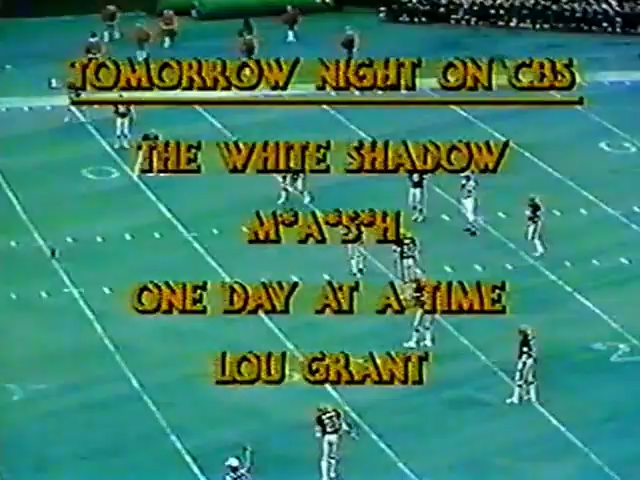 TOMORROW NIGHT ON CBS
THE WHITE SHADOW
M*A*S*H
ONE DAY AT A TIME
LOU GRANT